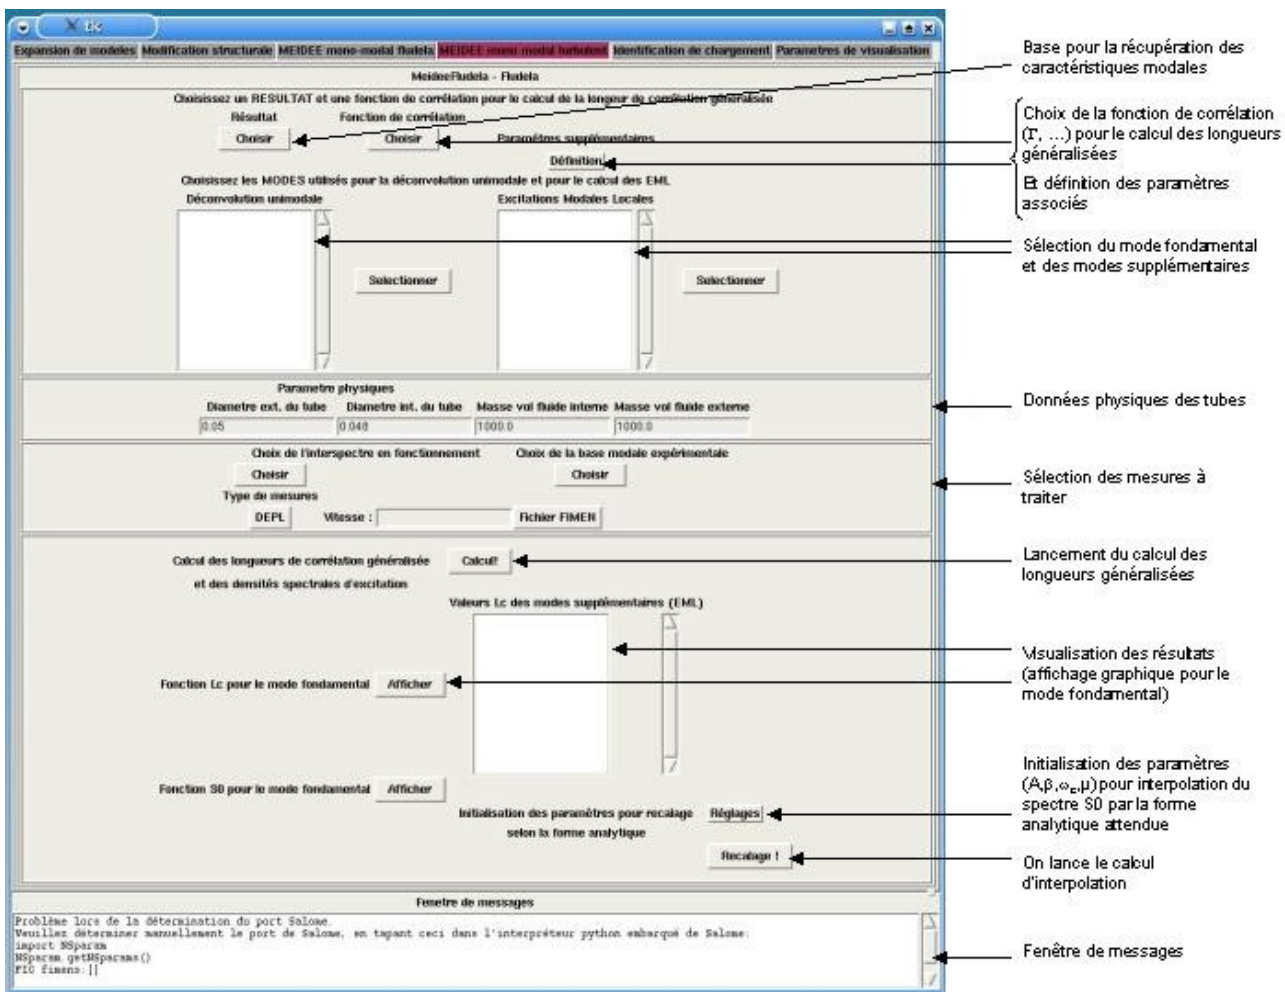 tk
Expansion de modeles Modification structurale MEIDEE mono-modal fludela MEIDEE mono-modal turbulent Identification de chargement Parametres de visualisation
MeideeFludela - Fludela
Choisissez un RESULTAT et une fonction de corrélation pour le calcul de la longeur de corrélation généralisée
Résultat Fonction de corrélation
Choisir Choisir Paramètres supplémentaires
Définition
Choisissez les MODES utilisés pour la déconvolution unimodale et pour le calcul des EML
Déconvolution unimodale Excitations Modales Locales
Selectionner Selectionner
Parametre physiques
Diametre ext. du tube Diametre int. du tube Masse vol fluide interne Masse vol fluide externe
0.05 0.048 1000.0 1000.0
Choix de l'interspectre en fonctionnement Choix de la base modale expérimentale
Choisir Choisir
Type de mesures
DEPL Vitesse : Fichier FIMEN
Calcul des longueurs de corrélation généralisée Calcul!
et des densités spectrales d'excitation
Valeurs Lc des modes supplémentaires (EML)
Fonction Lc pour le mode fondamental Afficher
Fonction S0 pour le mode fondamental Afficher
Initialisation des paramètres pour recalage Réglages
selon la forme analytique
Recalage !
Fenetre de messages
Problème lors de la détermination du port Salome.
Veuillez déterminer manuellement le port de Salome, en tapant ceci dans l'interpréteur python embarqué de Salome:
import NSparam
NSparam.getNSparams()
FIC fimens:[]
Base pour la récupération des
caractéristiques modales
Choix de la fonction de corrélation
(Γ, ...) pour le calcul des longueurs
généralisées
Et définition des paramètres
associés
Sélection du mode fondamental
et des modes supplémentaires
Données physiques des tubes
Sélection des mesures à
traiter
Lancement du calcul des
longueurs généralisées
Visualisation des résultats
(affichage graphique pour le
mode fondamental)
Initialisation des paramètres
(A,β,ωc,μ) pour interpolation du
spectre S0 par la forme
analytique attendue
On lance le calcul
d'interpolation
Fenêtre de messages